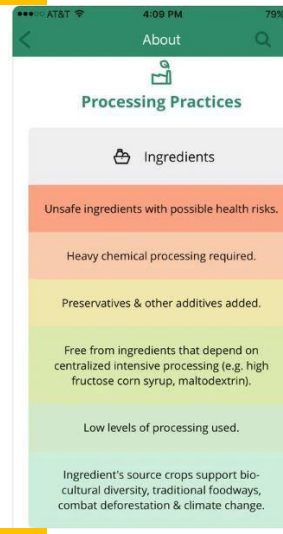 AT&T 4:09 PM 79%
About
Processing Practices
Ingredients
Unsafe ingredients with possible health risks.
Heavy chemical processing required.
Preservatives & other additives added.
Free from ingredients that depend on
centralized intensive processing (e.g. high
fructose corn syrup, maltodextrin).
Low levels of processing used.
Ingredient's source crops support bio-
cultural diversity, traditional foodways,
combat deforestation & climate change.